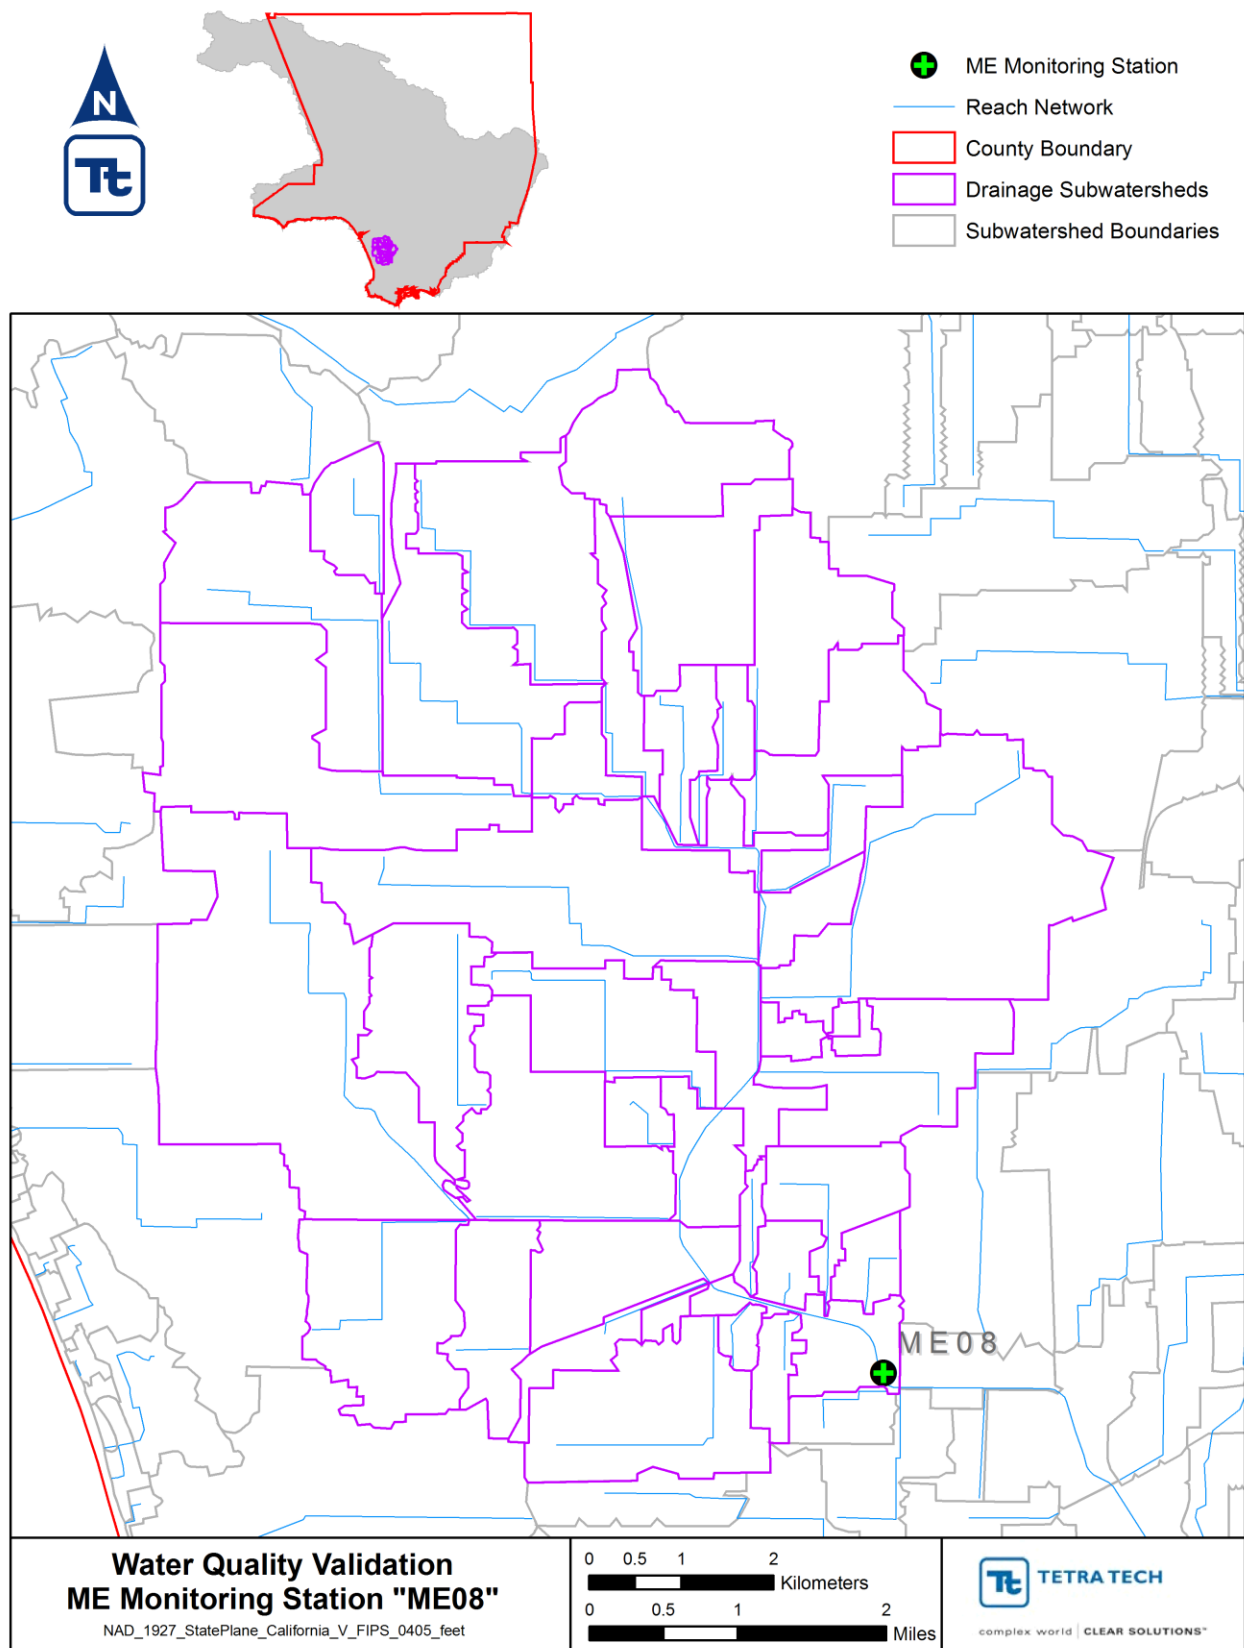 N
Tt
ME Monitoring Station
Reach Network
County Boundary
Drainage Subwatersheds
Subwatershed Boundaries
ME08
Water Quality Validation
ME Monitoring Station "ME08"
NAD_1927_StatePlane_California_V_FIPS_0405_feet
0 0.5 1 2
Kilometers
0 0.5 1 2
Miles
Tt TETRA TECH
complex world | CLEAR SOLUTIONS™